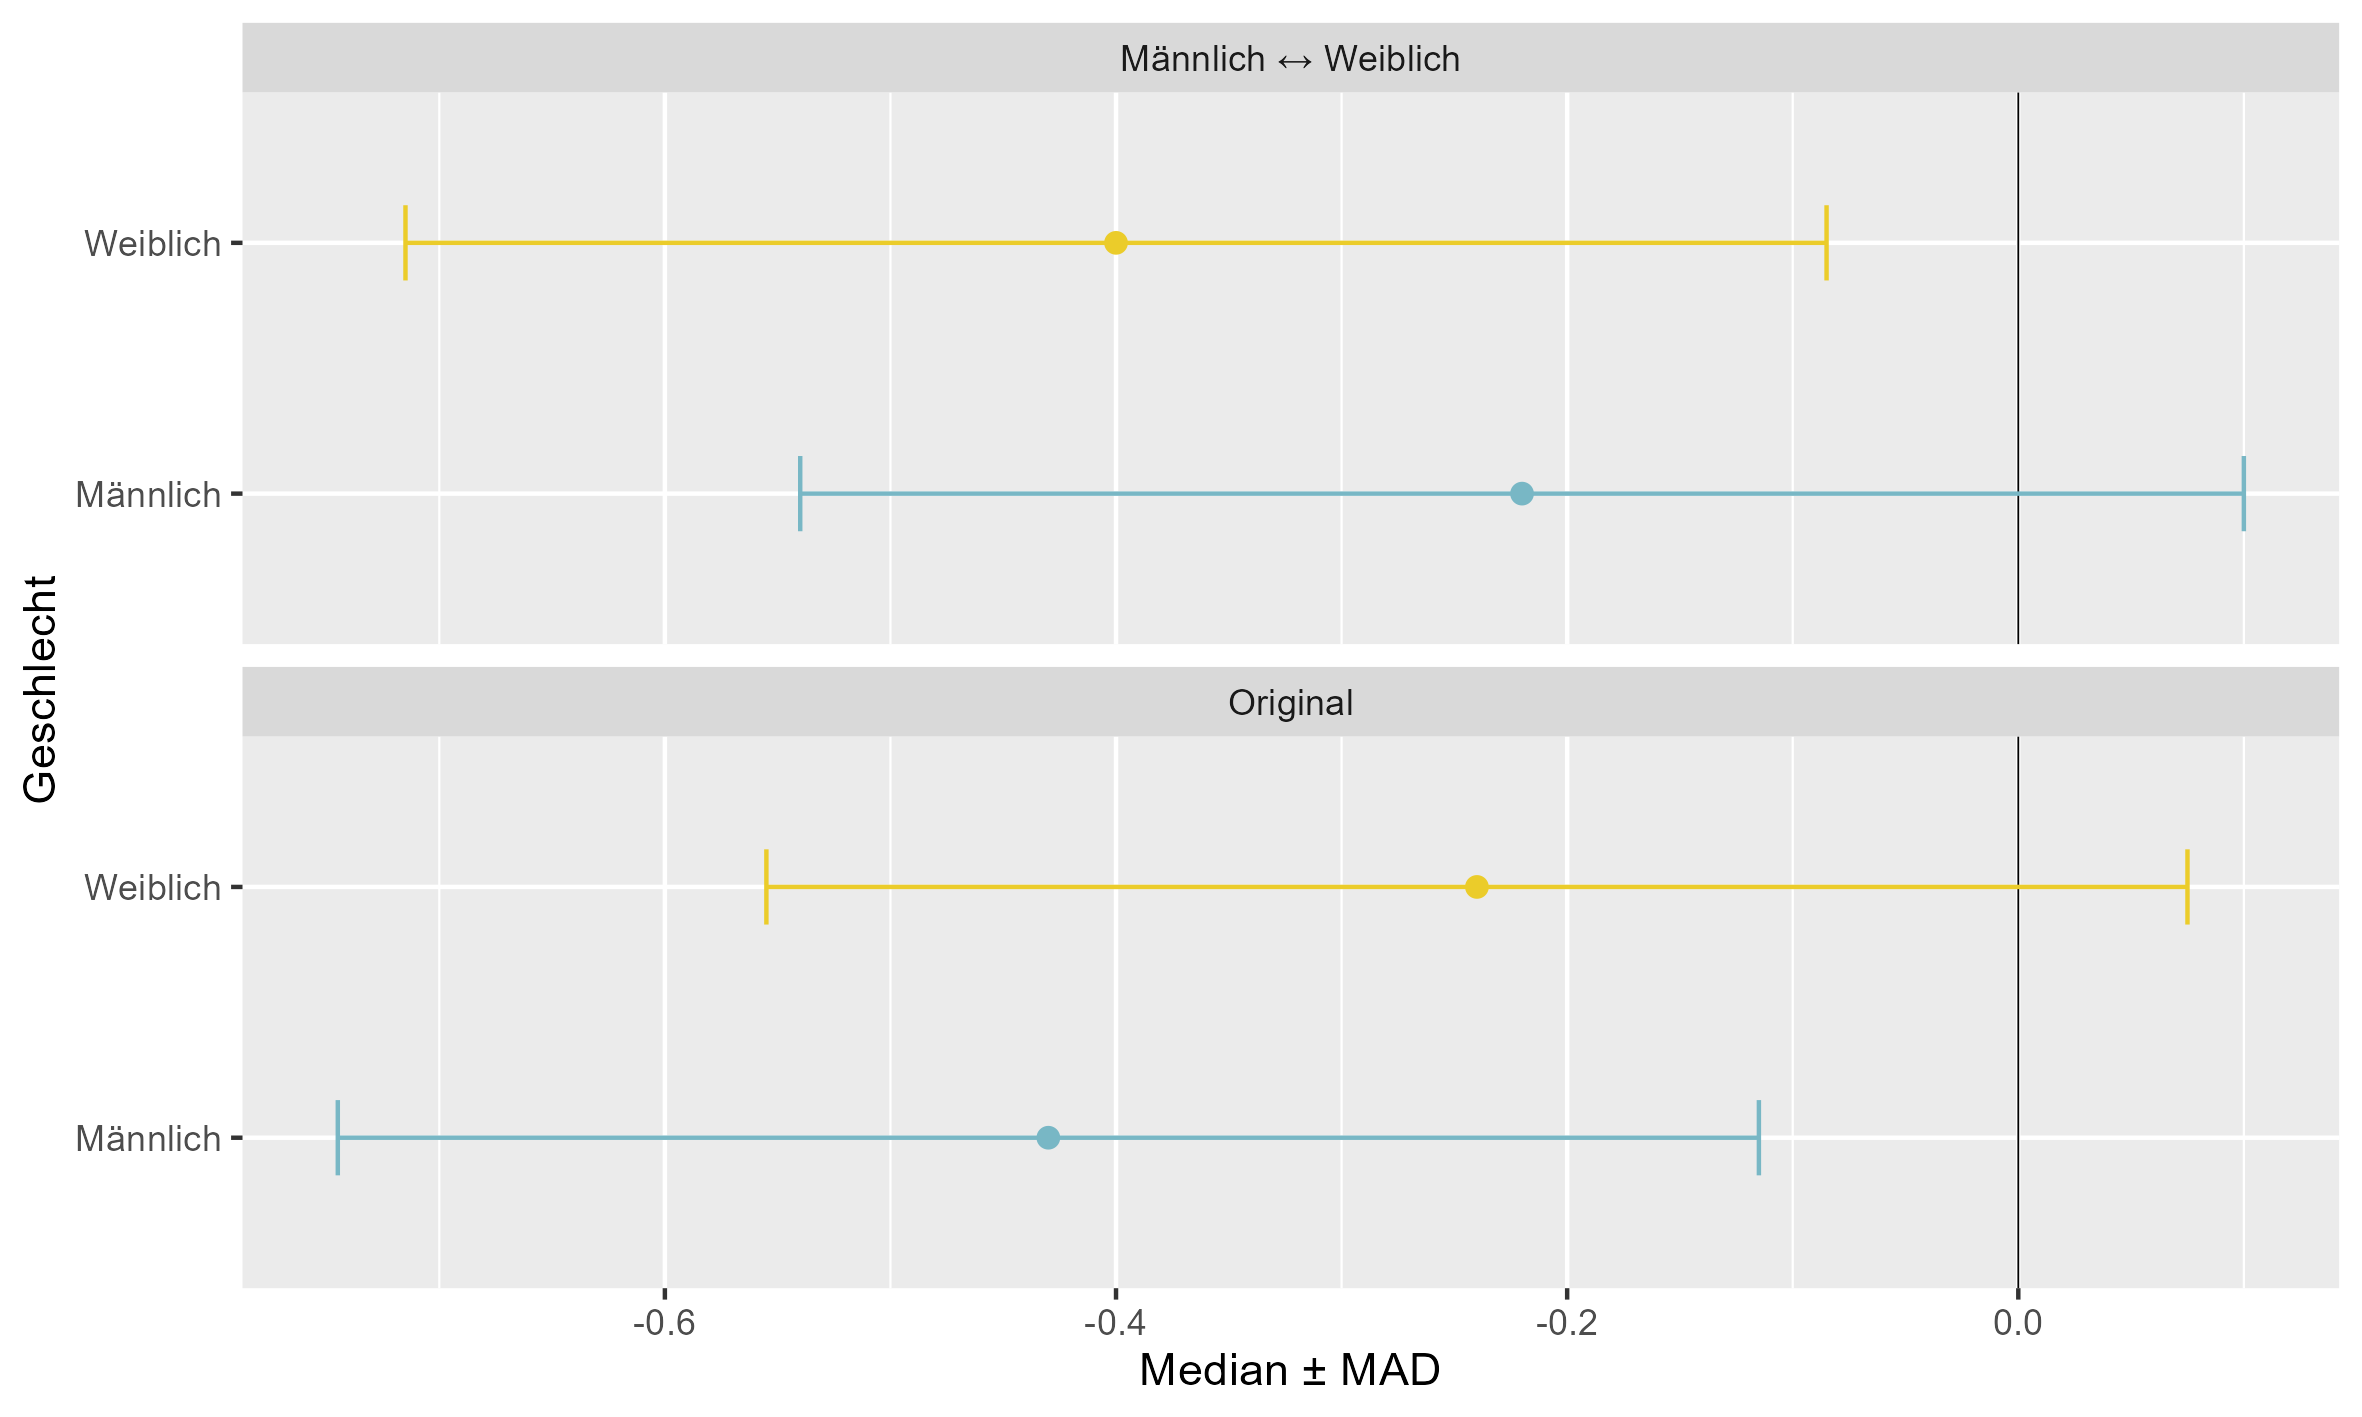 Männlich ↔ Weiblich
Weiblich
Männlich
Geschlecht
Original
Weiblich
Männlich
-0.6 -0.4 -0.2 0.0
Median ± MAD